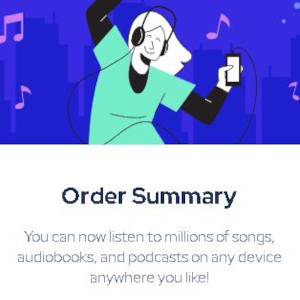 Order Summary
You can now listen to millions of songs,
audiobooks, and podcasts on any device
anywhere you like!